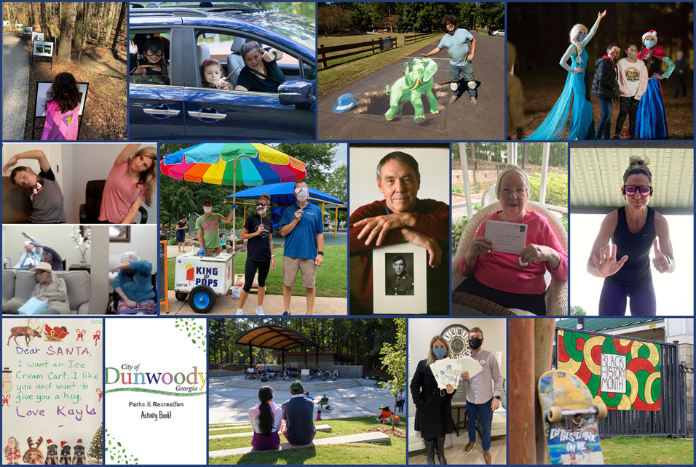 KING
OF
POPS
Dear SANTA,
I want an Ice
Cream Cart. I like
you and want to
give you a hug.
Love Kayla
City of
Dunwoody
Georgia
Parks & Recreation
Activity Book!
BLACK
HISTORY
MONTH